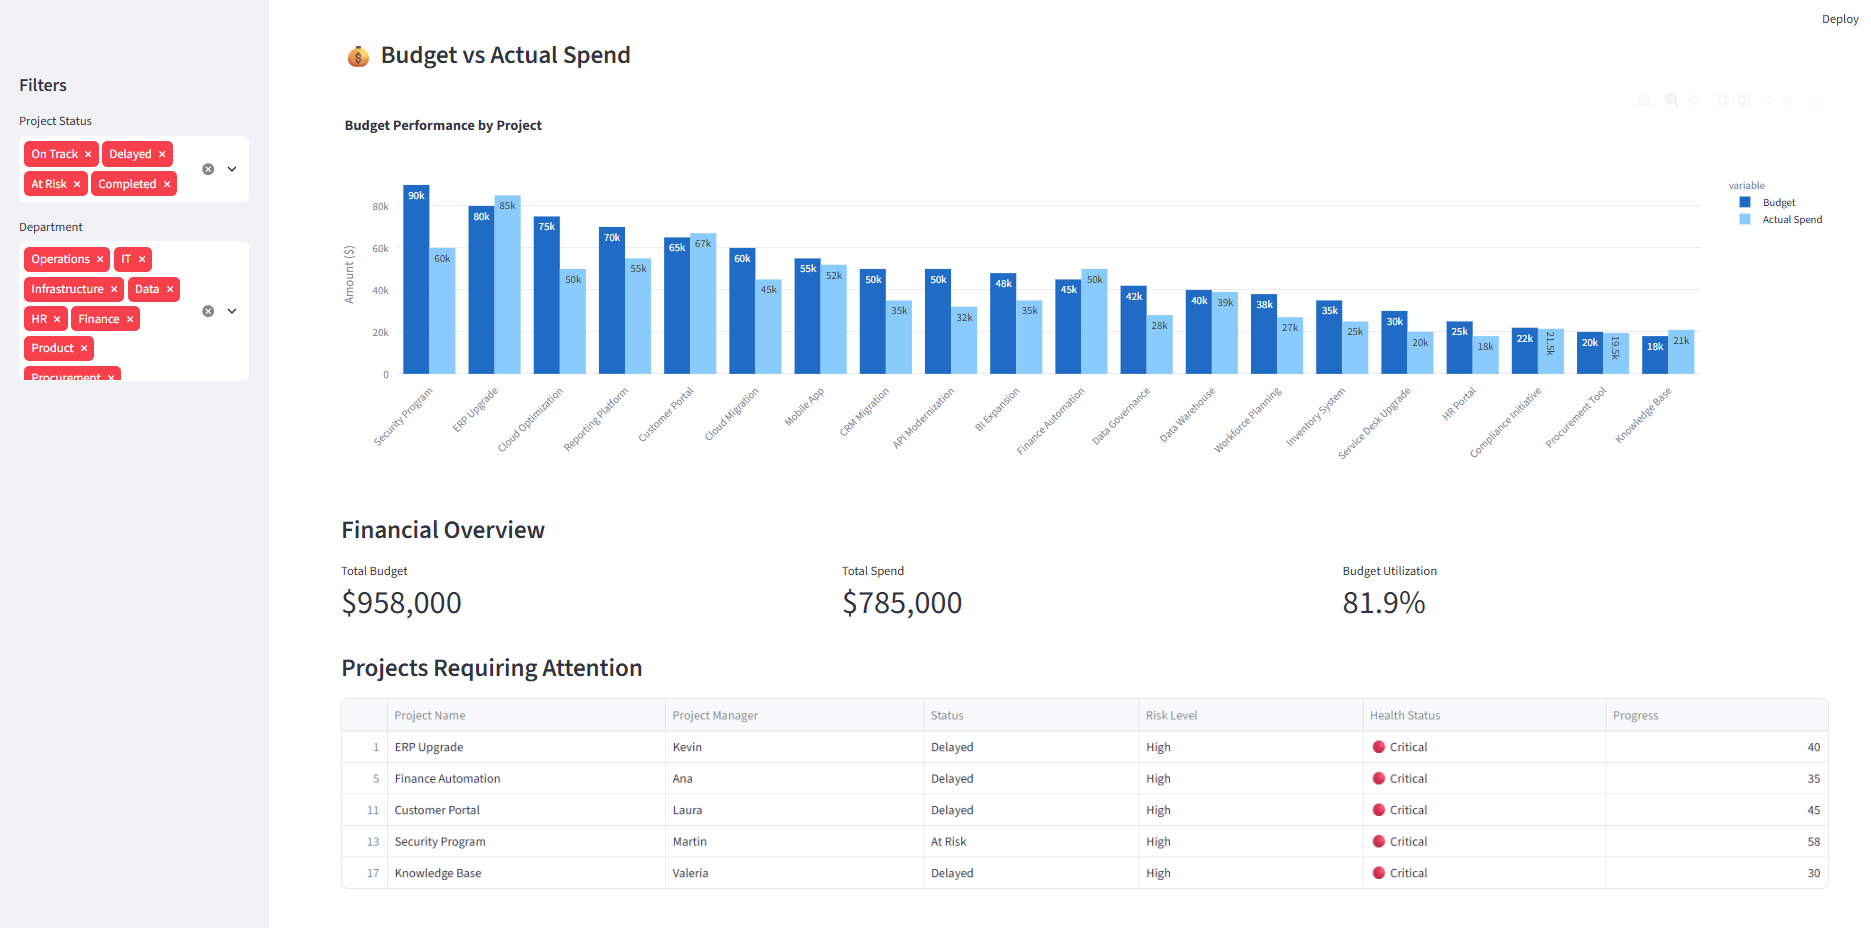 Deploy
Filters
Project Status
On Track ×
Delayed ×
At Risk ×
Completed ×
Department
Operations ×
IT ×
Infrastructure ×
Data ×
HR ×
Finance ×
Product ×
Procurement ×
$ Budget vs Actual Spend
Budget Performance by Project
variable
Budget
Actual Spend
Amount ($)
80k
60k
40k
20k
0
90k 60k
80k 85k
75k 50k
70k 55k
65k 67k
60k 45k
55k 52k
50k 35k
50k 32k
48k 35k
45k 50k
42k 28k
40k 39k
38k 27k
35k 25k
30k 20k
25k 18k
22k 21.5k
20k 19.5k
18k 21k
Security Program
ERP Upgrade
Cloud Optimization
Reporting Platform
Customer Portal
Cloud Migration
Mobile App
CRM Migration
API Modernization
BI Expansion
Finance Automation
Data Governance
Data Warehouse
Workforce Planning
Inventory System
Service Desk Upgrade
HR Portal
Compliance Initiative
Procurement Tool
Knowledge Base
Financial Overview
Total Budget
$958,000
Total Spend
$785,000
Budget Utilization
81.9%
Projects Requiring Attention
Project Name Project Manager Status Risk Level Health Status Progress
1 ERP Upgrade Kevin Delayed High Critical 40
5 Finance Automation Ana Delayed High Critical 35
11 Customer Portal Laura Delayed High Critical 45
13 Security Program Martin At Risk High Critical 58
17 Knowledge Base Valeria Delayed High Critical 30